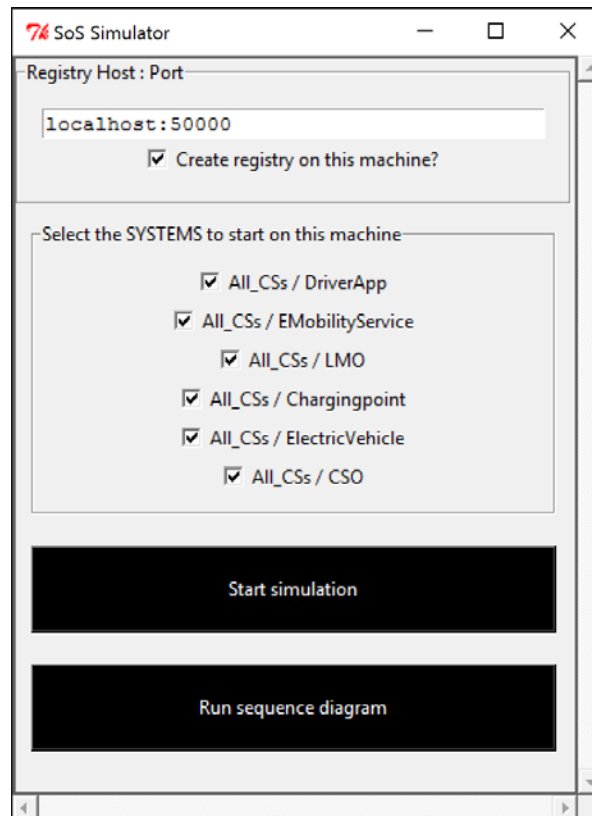 SoS Simulator
Registry Host : Port
localhost:50000
Create registry on this machine?
Select the SYSTEMS to start on this machine
All_CSs / DriverApp
All_CSs / EMobilityService
All_CSs / LMO
All_CSs / Chargingpoint
All_CSs / ElectricVehicle
All_CSs / CSO
Start simulation
Run sequence diagram